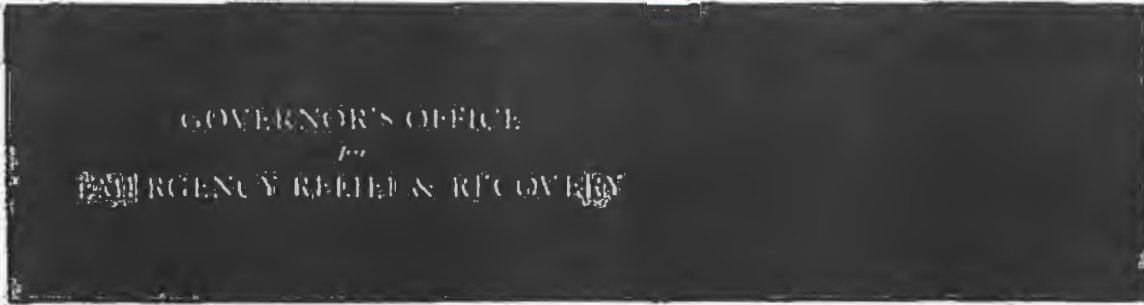 GOVERNOR'S OFFICE
for
EMERGENCY RELIEF & RECOVERY